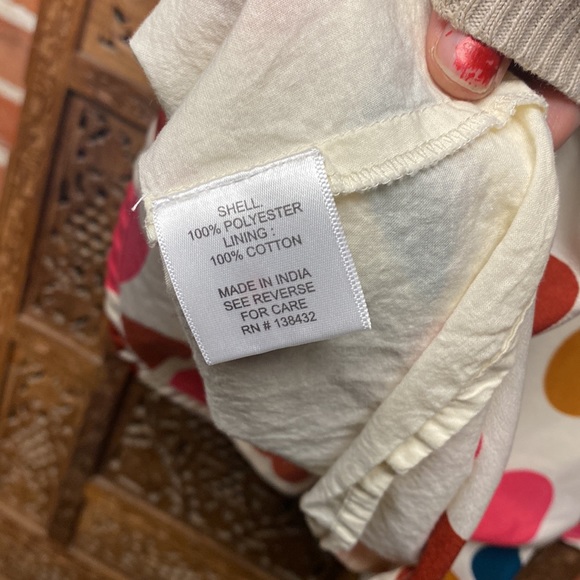 SHELL.
100% POLYESTER
LINING :
100% COTTON
MADE IN INDIA
SEE REVERSE
FOR CARE
RN # 138432